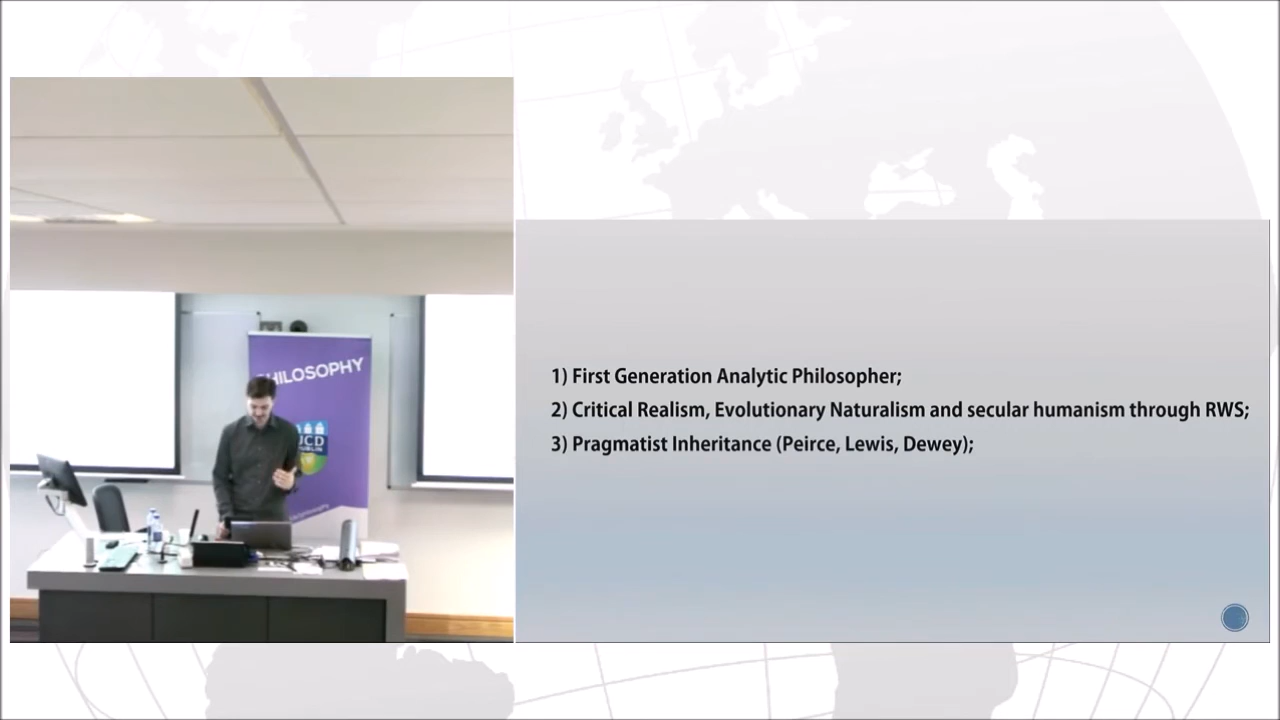 PHILOSOPHY
UCD
DUBLIN
1) First Generation Analytic Philosopher;
2) Critical Realism, Evolutionary Naturalism and secular humanism through RWS;
3) Pragmatist Inheritance (Peirce, Lewis, Dewey);